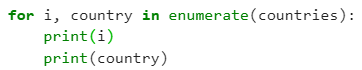 for i, country in enumerate(countries):
    print(i)
    print(country)